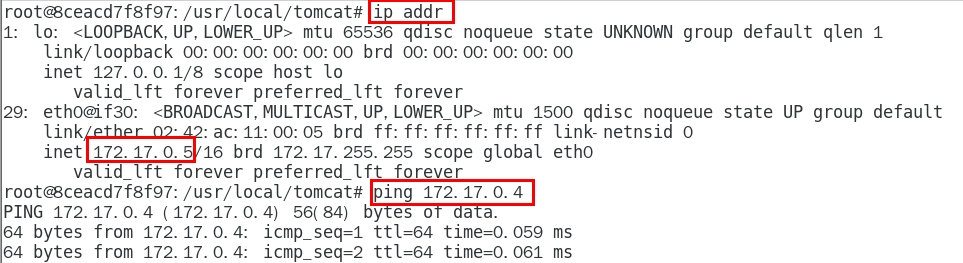 root@8ceacd7f8f97:/usr/local/tomcat# ip addr
1: lo: <LOOPBACK,UP,LOWER_UP> mtu 65536 qdisc noqueue state UNKNOWN group default qlen 1
    link/loopback 00:00:00:00:00:00 brd 00:00:00:00:00:00
    inet 127.0.0.1/8 scope host lo
       valid_lft forever preferred_lft forever
29: eth0@if30: <BROADCAST,MULTICAST,UP,LOWER_UP> mtu 1500 qdisc noqueue state UP group default
    link/ether 02:42:ac:11:00:05 brd ff:ff:ff:ff:ff:ff link-netnsid 0
    inet 172.17.0.5/16 brd 172.17.255.255 scope global eth0
       valid_lft forever preferred_lft forever
root@8ceacd7f8f97:/usr/local/tomcat# ping 172.17.0.4
PING 172.17.0.4 (172.17.0.4) 56(84) bytes of data.
64 bytes from 172.17.0.4: icmp_seq=1 ttl=64 time=0.059 ms
64 bytes from 172.17.0.4: icmp_seq=2 ttl=64 time=0.061 ms